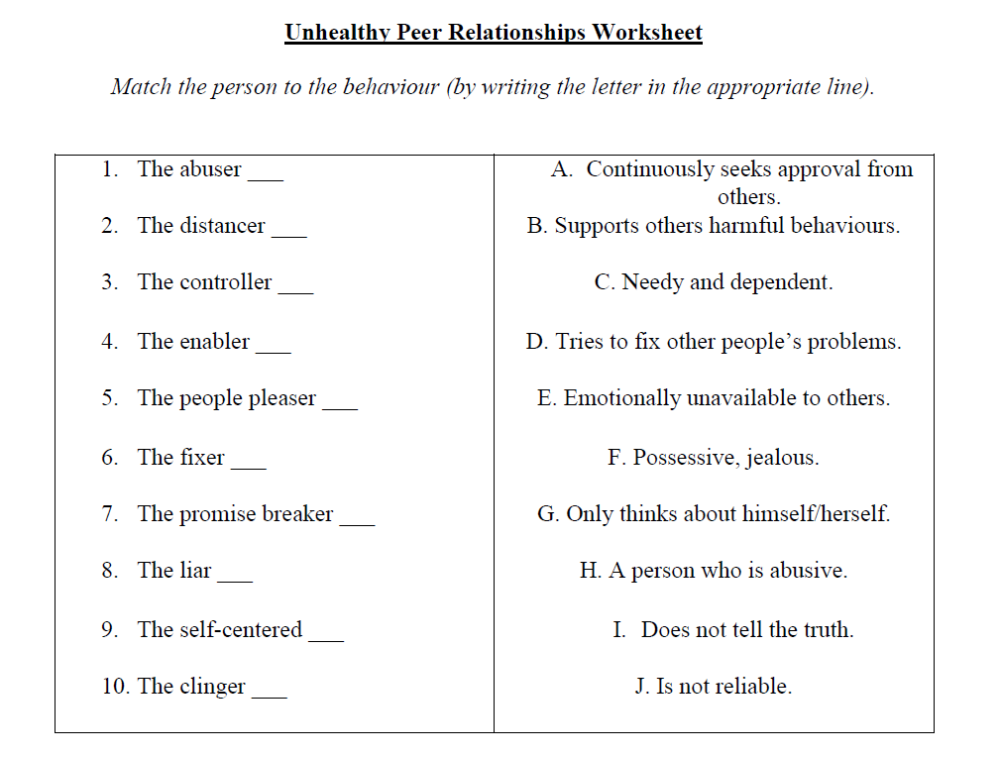 Unhealthy Peer Relationships Worksheet
Match the person to the behaviour (by writing the letter in the appropriate line).
1. The abuser ___
2. The distancer ___
3. The controller ___
4. The enabler ___
5. The people pleaser ___
6. The fixer ___
7. The promise breaker ___
8. The liar ___
9. The self-centered ___
10. The clinger ___
A. Continuously seeks approval from
others.
B. Supports others harmful behaviours.
C. Needy and dependent.
D. Tries to fix other people’s problems.
E. Emotionally unavailable to others.
F. Possessive, jealous.
G. Only thinks about himself/herself.
H. A person who is abusive.
I. Does not tell the truth.
J. Is not reliable.